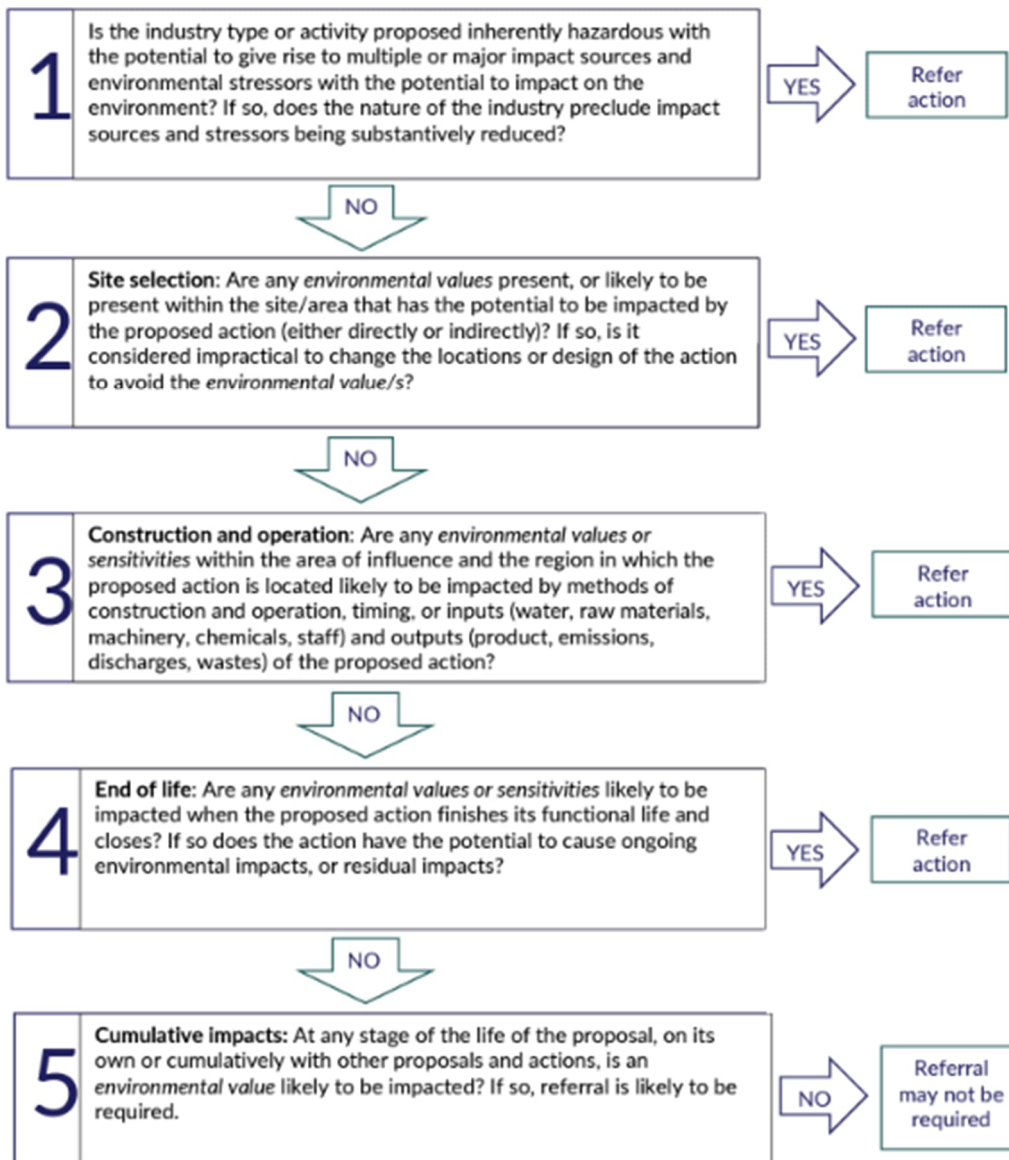 1
Is the industry type or activity proposed inherently hazardous with
the potential to give rise to multiple or major impact sources and
environmental stressors with the potential to impact on the
environment? If so, does the nature of the industry preclude impact
sources and stressors being substantively reduced?
YES
Refer
action
NO
2
Site selection: Are any environmental values present, or likely to be
present within the site/area that has the potential to be impacted by
the proposed action (either directly or indirectly)? If so, is it
considered impractical to change the locations or design of the action
to avoid the environmental value/s?
YES
Refer
action
NO
3
Construction and operation: Are any environmental values or
sensitivities within the area of influence and the region in which the
proposed action is located likely to be impacted by methods of
construction and operation, timing, or inputs (water, raw materials,
machinery, chemicals, staff) and outputs (product, emissions,
discharges, wastes) of the proposed action?
YES
Refer
action
NO
4
End of life: Are any environmental values or sensitivities likely to be
impacted when the proposed action finishes its functional life and
closes? If so does the action have the potential to cause ongoing
environmental impacts, or residual impacts?
YES
Refer
action
NO
5
Cumulative impacts: At any stage of the life of the proposal, on its
own or cumulatively with other proposals and actions, is an
environmental value likely to be impacted? If so, referral is likely to be
required.
NO
Referral
may not be
required